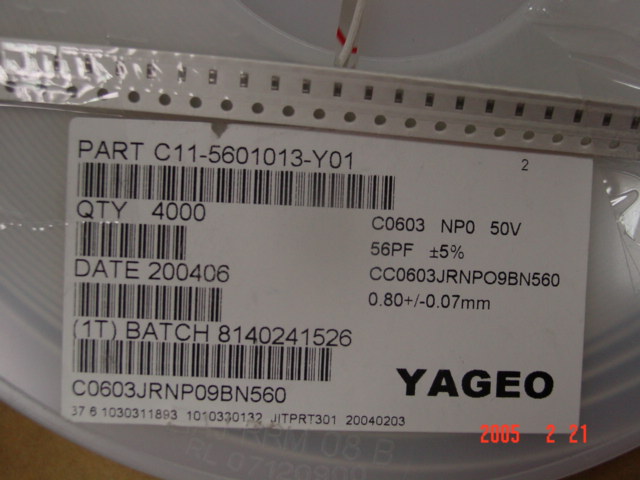 PART C11-5601013-Y01
2
QTY 4000
C0603 NP0 50V
56PF ±5%
DATE 200406
CC0603JRNPO9BN560
0.80+/-0.07mm
(1T) BATCH 8140241526
YAGEO
C0603JRNP09BN560
37 6 1030311893 1010330132 JITPRT301 20040203
08 B
2005 2 21